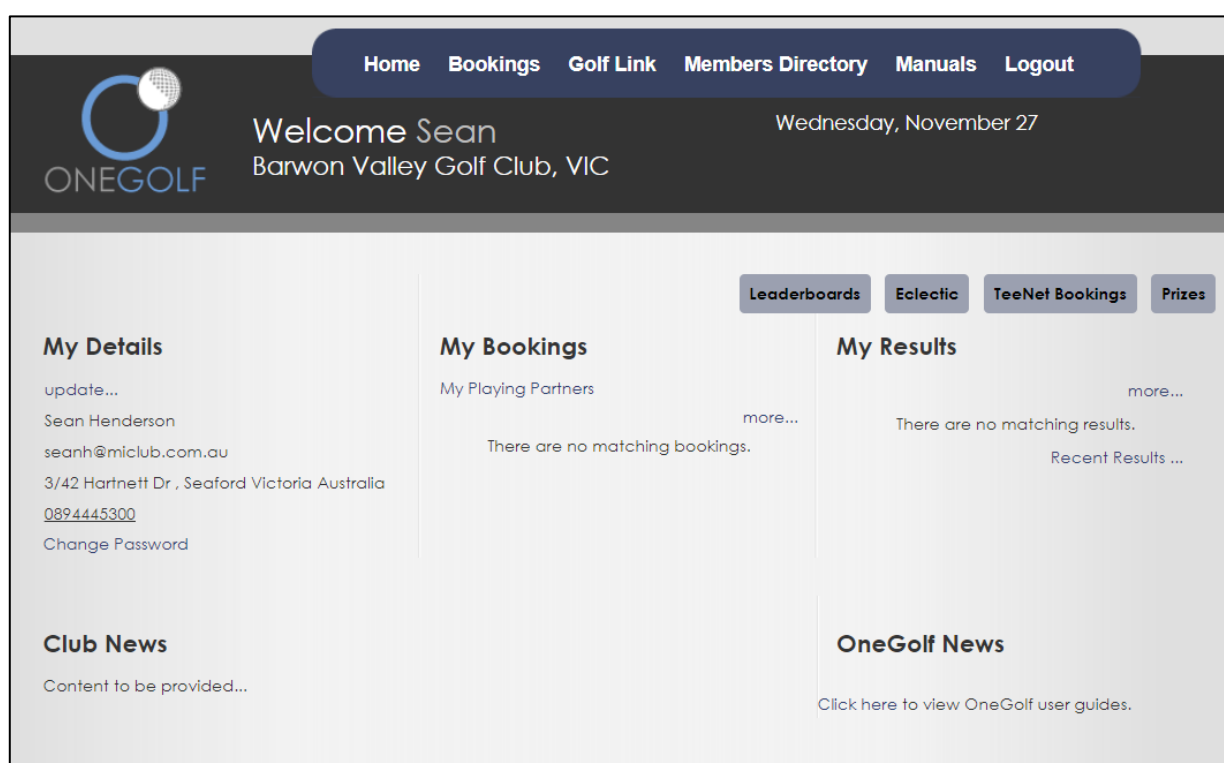 Home Bookings Golf Link Members Directory Manuals Logout
Wednesday, November 27
Welcome Sean
Barwon Valley Golf Club, VIC
ONEGOLF
Leaderboards Eclectic TeeNet Bookings Prizes
My Details
update...
Sean Henderson
seanh@miclub.com.au
3/42 Hartnett Dr , Seaford Victoria Australia
0894445300
Change Password
My Bookings
My Playing Partners
more...
There are no matching bookings.
My Results
more...
There are no matching results.
Recent Results ...
Club News
Content to be provided...
OneGolf News
Click here to view OneGolf user guides.